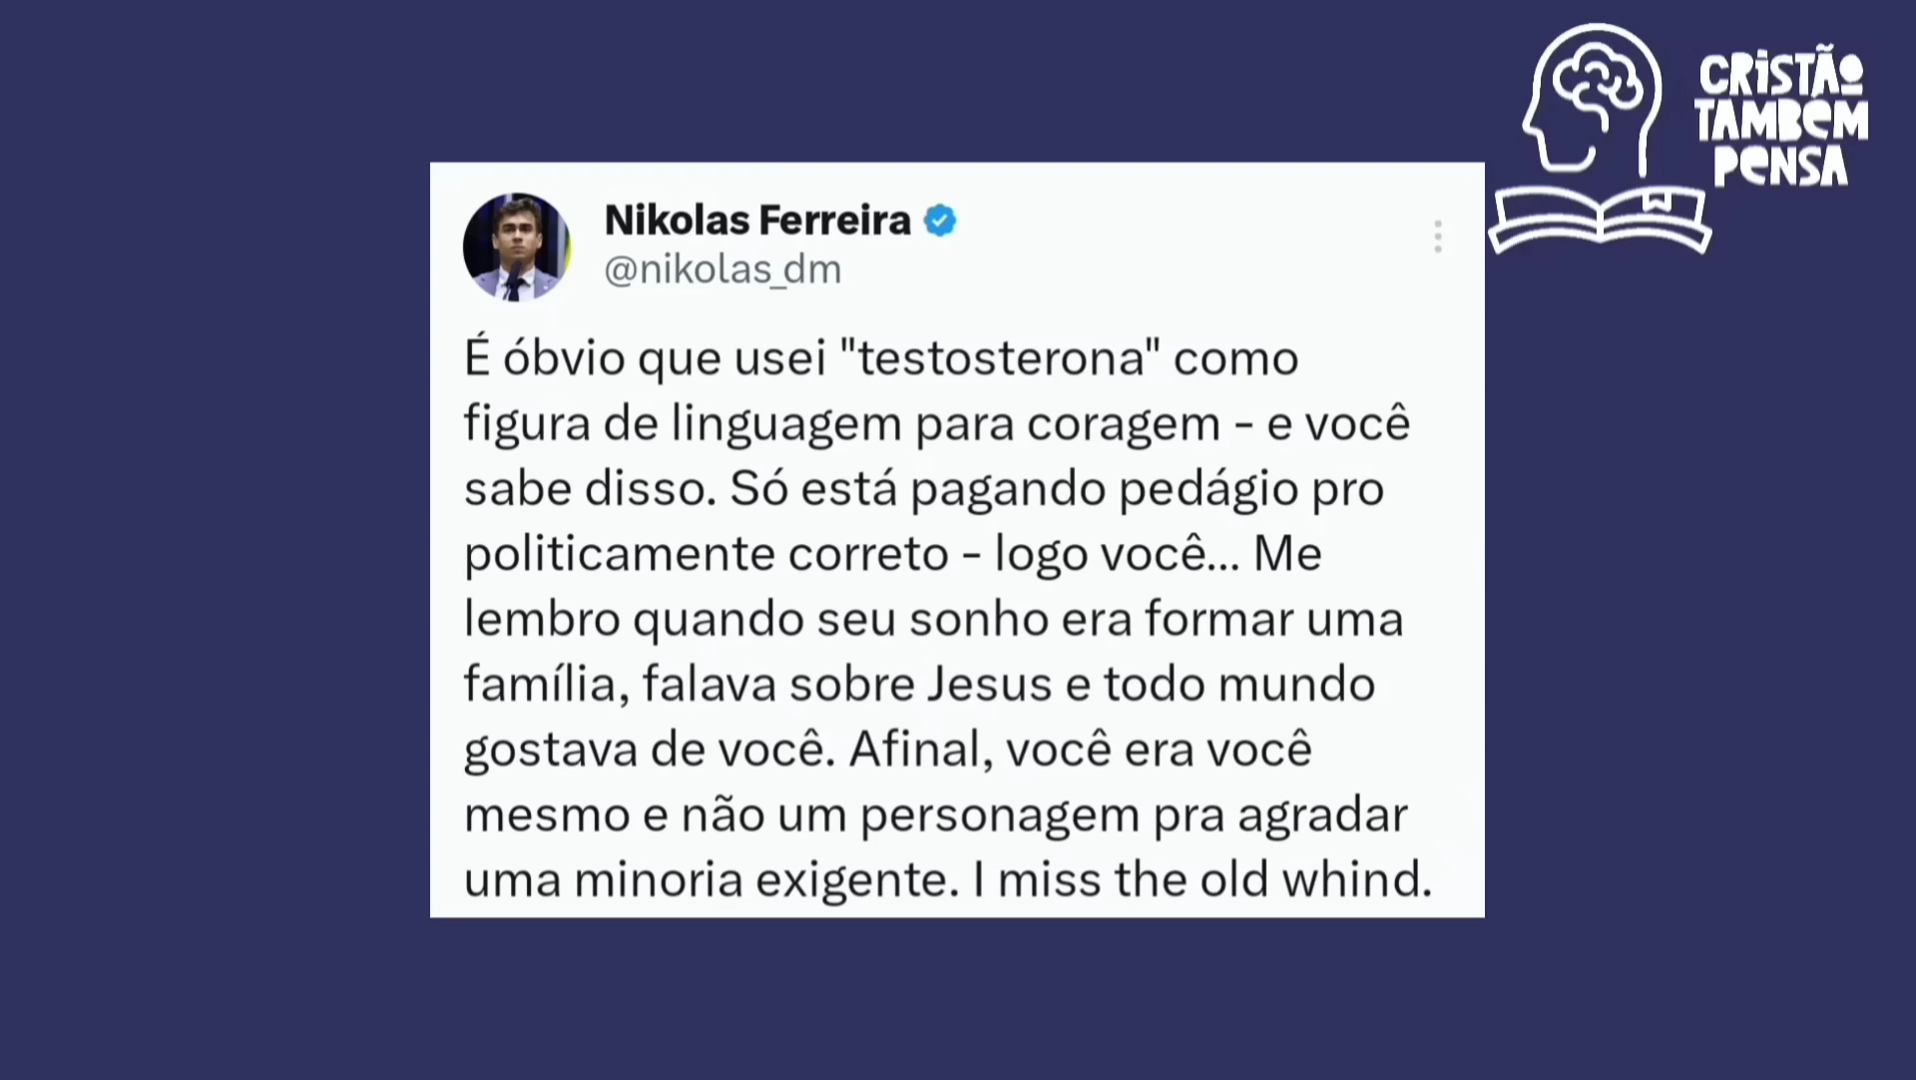 CRISTÃO
TAMBÉM
PENSA
Nikolas Ferreira
@nikolas_dm
É óbvio que usei "testosterona" como
figura de linguagem para coragem - e você
sabe disso. Só está pagando pedágio pro
politicamente correto - logo você... Me
lembro quando seu sonho era formar uma
família, falava sobre Jesus e todo mundo
gostava de você. Afinal, você era você
mesmo e não um personagem pra agradar
uma minoria exigente. I miss the old whind.